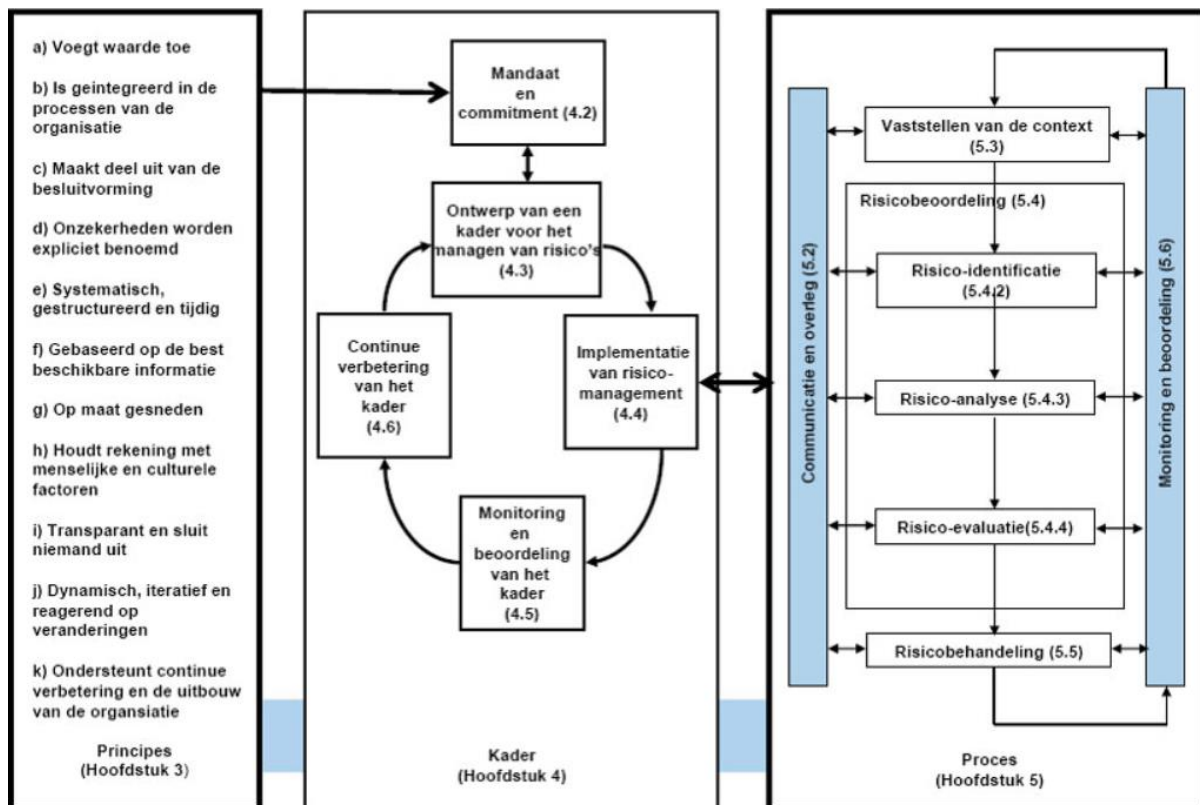 a) Voegt waarde toe
b) Is geintegreerd in de
processen van de
organisatie
c) Maakt deel uit van de
besluitvorming
d) Onzekerheden worden
expliciet benoemd
e) Systematisch,
gestructureerd en tijdig
f) Gebaseerd op de best
beschikbare informatie
g) Op maat gesneden
h) Houdt rekening met
menselijke en culturele
factoren
i) Transparant en sluit
niemand uit
j) Dynamisch, iteratief en
reagerend op
veranderingen
k) Ondersteunt continue
verbetering en de uitbouw
van de organsiatie
Principes
(Hoofdstuk 3)
Mandaat
en
commitment (4.2)
Ontwerp van een
kader voor het
managen van risico's
(4.3)
Implementatie
van risico-
management
(4.4)
Monitoring
en
beoordeling
van het
kader
(4.5)
Continue
verbetering
van het
kader
(4.6)
Kader
(Hoofdstuk 4)
Communicatie en overleg (5.2)
Vaststellen van de context
(5.3)
Risicobeoordeling (5.4)
Risico-identificatie
(5.4.2)
Risico-analyse (5.4.3)
Risico-evaluatie(5.4.4)
Risicobehandeling (5.5)
Monitoring en beoordeling (5.6)
Proces
(Hoofdstuk 5)